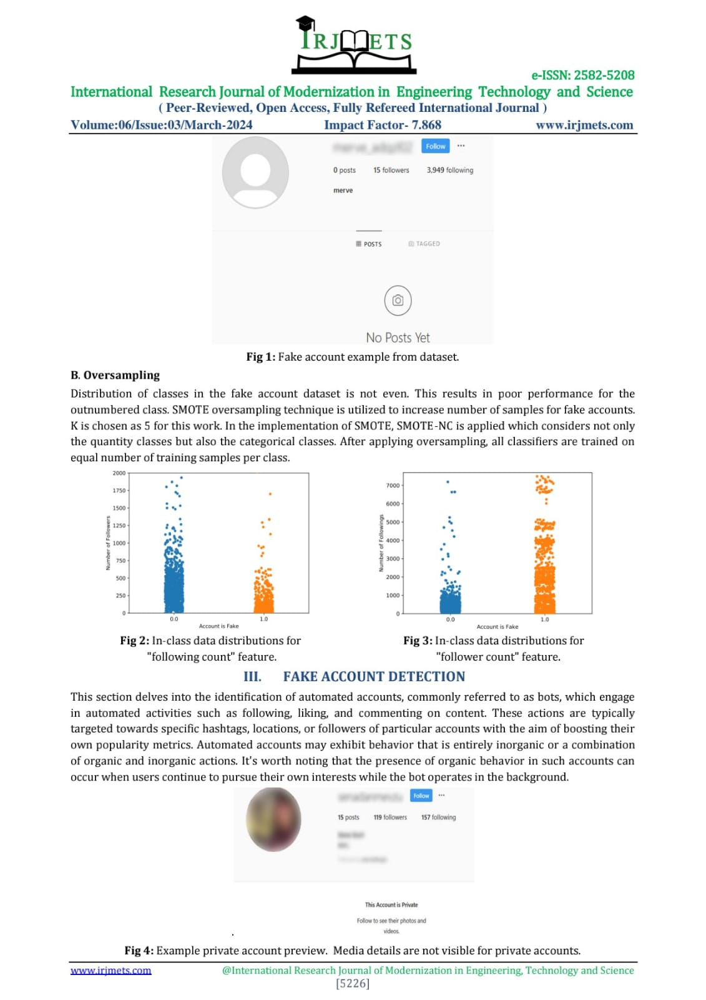 IRJMETS
e-ISSN: 2582-5208
International Research Journal of Modernization in Engineering Technology and Science
( Peer-Reviewed, Open Access, Fully Refereed International Journal )
Volume:06/Issue:03/March-2024 Impact Factor- 7.868 www.irjmets.com
Follow ···
0 posts 15 followers 3,949 following
merve
POSTS TAGGED
No Posts Yet
Fig 1: Fake account example from dataset.
B. Oversampling
Distribution of classes in the fake account dataset is not even. This results in poor performance for the
outnumbered class. SMOTE oversampling technique is utilized to increase number of samples for fake accounts.
K is chosen as 5 for this work. In the implementation of SMOTE, SMOTE-NC is applied which considers not only
the quantity classes but also the categorical classes. After applying oversampling, all classifiers are trained on
equal number of training samples per class.
2000
1750
1500
1250
1000
750
500
250
0
Number of Followers
0.0 1.0
Account is Fake
7000
6000
5000
4000
3000
2000
1000
0
Number of Followings
0.0 1.0
Account is Fake
Fig 2: In-class data distributions for
"following count" feature.
Fig 3: In-class data distributions for
"follower count" feature.
III. FAKE ACCOUNT DETECTION
This section delves into the identification of automated accounts, commonly referred to as bots, which engage
in automated activities such as following, liking, and commenting on content. These actions are typically
targeted towards specific hashtags, locations, or followers of particular accounts with the aim of boosting their
own popularity metrics. Automated accounts may exhibit behavior that is entirely inorganic or a combination
of organic and inorganic actions. It's worth noting that the presence of organic behavior in such accounts can
occur when users continue to pursue their own interests while the bot operates in the background.
Follow ···
15 posts 119 followers 157 following
This Account is Private
Follow to see their photos and
videos.
.
Fig 4: Example private account preview. Media details are not visible for private accounts.
www.irjmets.com @International Research Journal of Modernization in Engineering, Technology and Science
[5226]